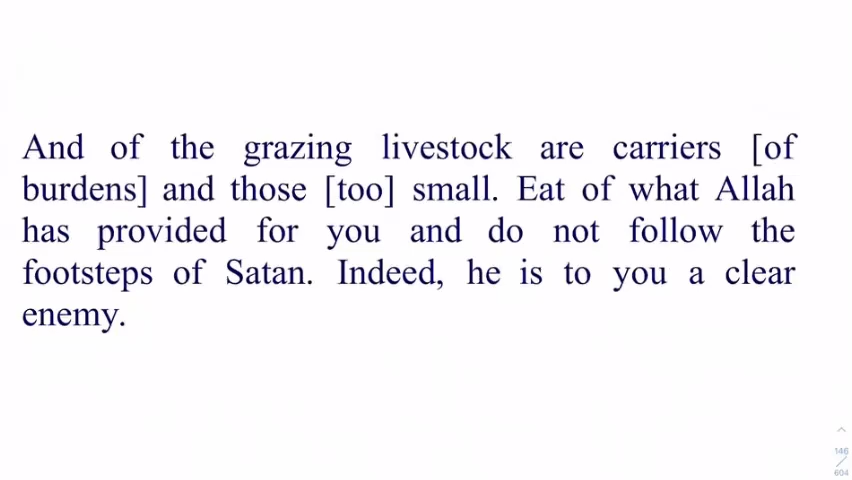 And of the grazing livestock are carriers [of
burdens] and those [too] small. Eat of what Allah
has provided for you and do not follow the
footsteps of Satan. Indeed, he is to you a clear
enemy.
146
604